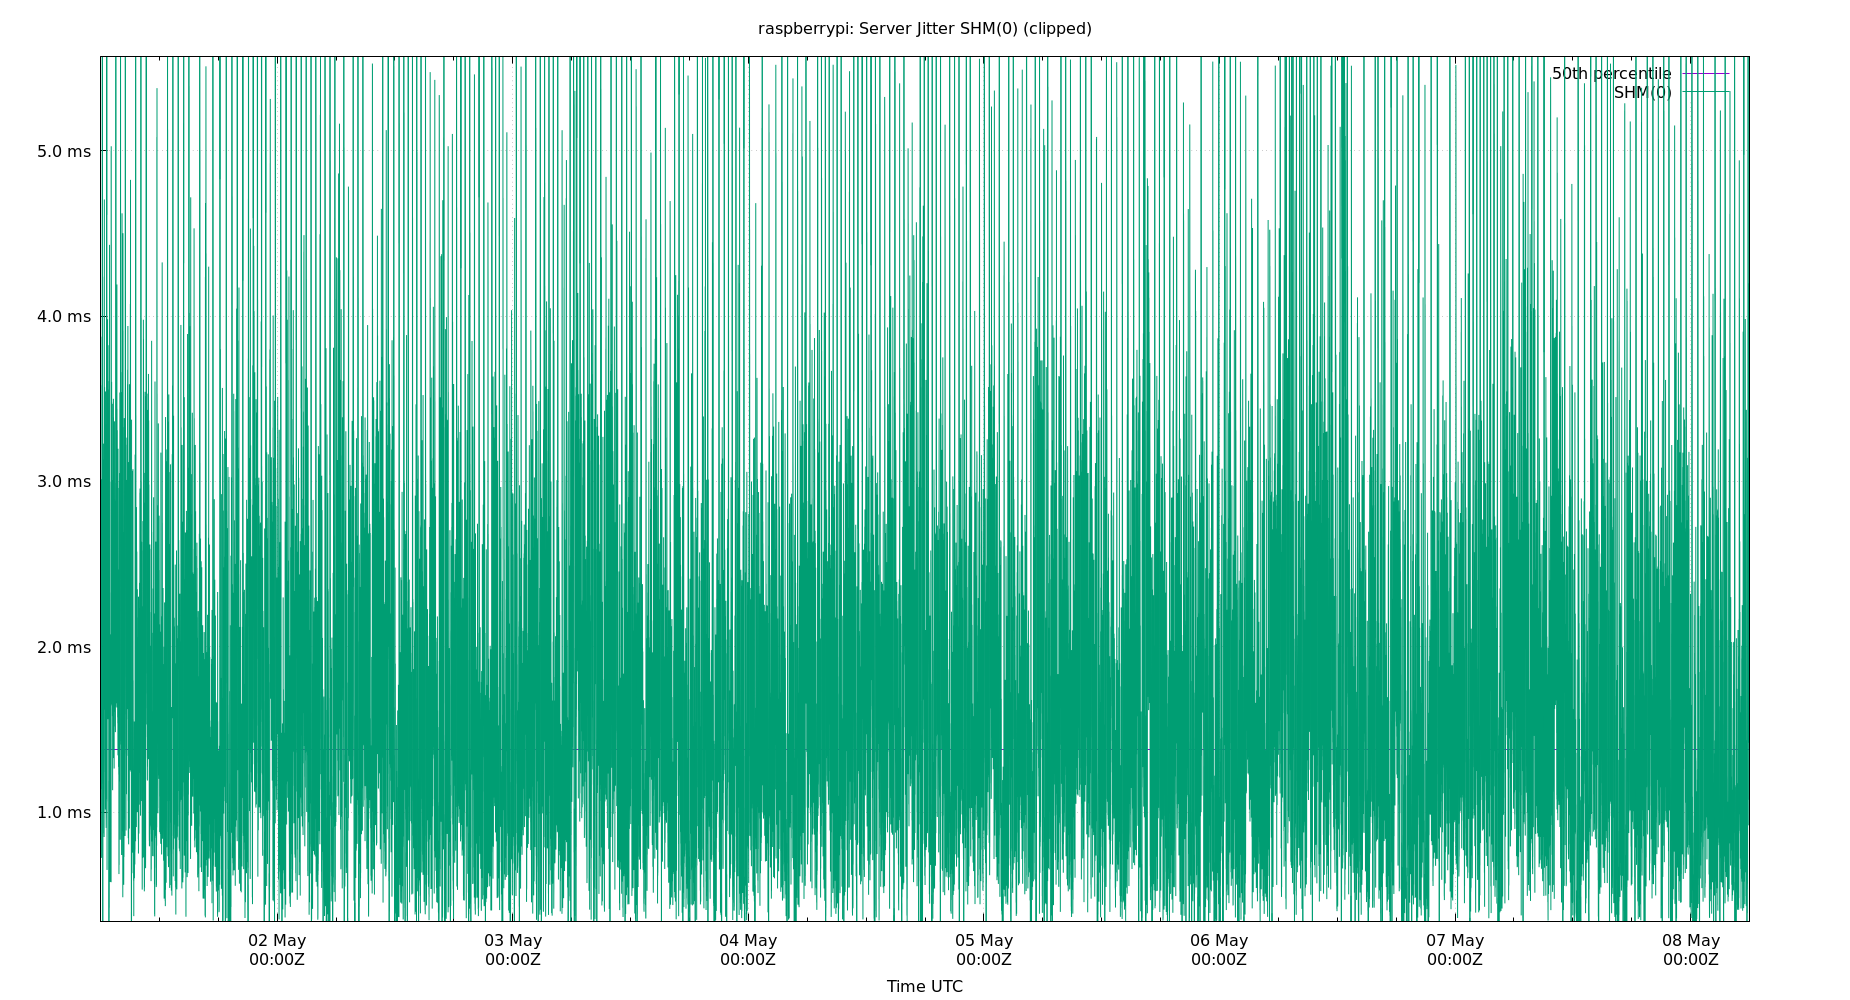 raspberrypi: Server Jitter SHM(0) (clipped)
50th percentile
SHM(0)
5.0 ms
4.0 ms
3.0 ms
2.0 ms
1.0 ms
02 May 03 May 04 May 05 May 06 May 07 May 08 May
00:00Z 00:00Z 00:00Z 00:00Z 00:00Z 00:00Z 00:00Z
Time UTC